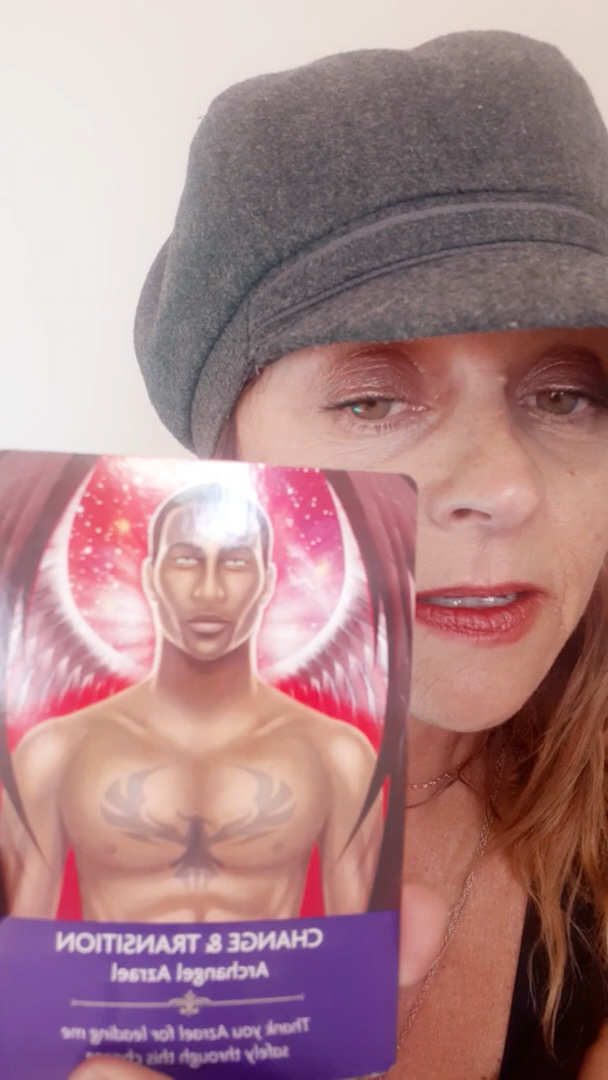 CHANGE & TRANSITION
Archangel Azrael
Thank you Azrael for leading me
safely through this